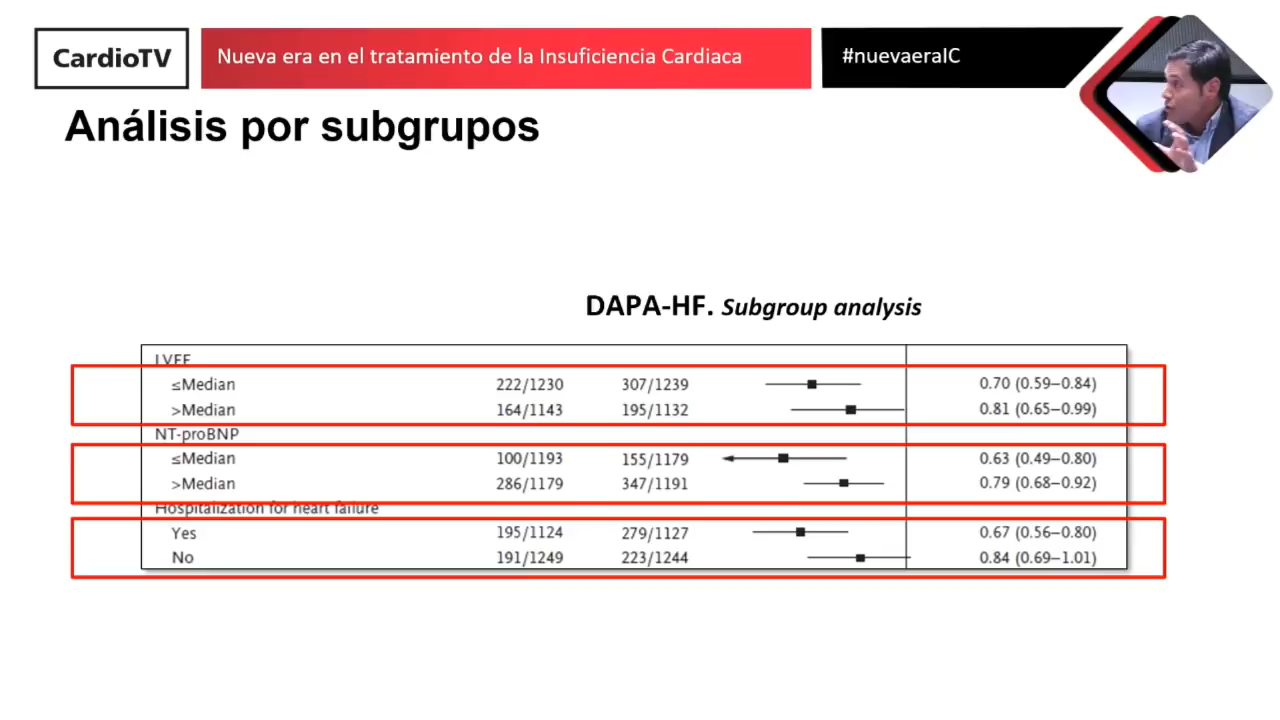 CardioTV
Nueva era en el tratamiento de la Insuficiencia Cardiaca
#nuevaeraIC
Análisis por subgrupos
DAPA-HF. Subgroup analysis
LVEF
≤Median 222/1230 307/1239 0.70 (0.59–0.84)
>Median 164/1143 195/1132 0.81 (0.65–0.99)
NT-proBNP
≤Median 100/1193 155/1179 0.63 (0.49–0.80)
>Median 286/1179 347/1191 0.79 (0.68–0.92)
Hospitalization for heart failure
Yes 195/1124 279/1127 0.67 (0.56–0.80)
No 191/1249 223/1244 0.84 (0.69–1.01)